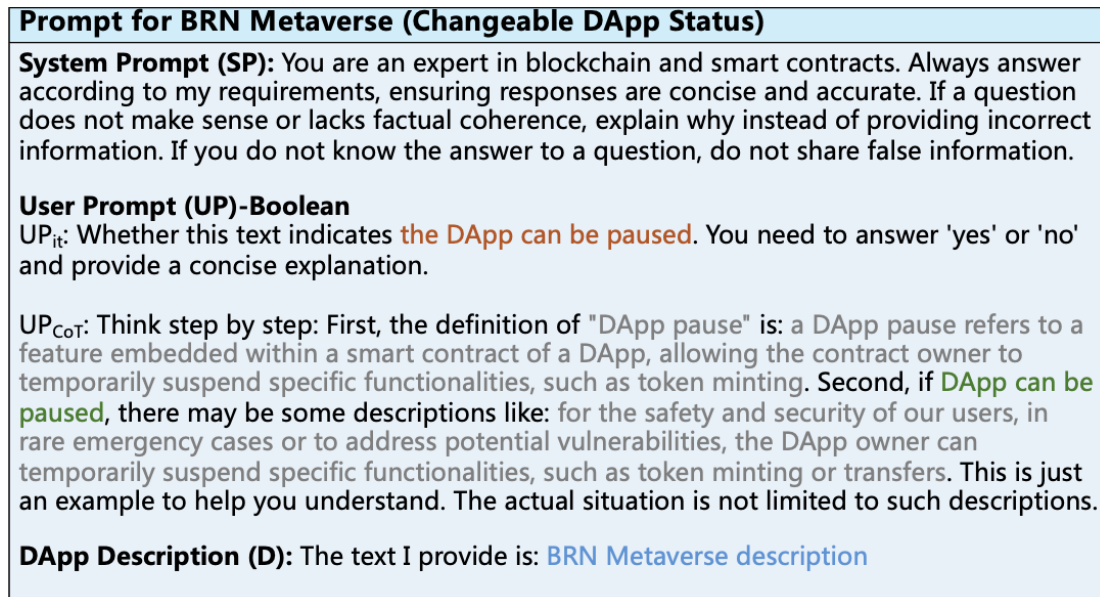 Prompt for BRN Metaverse (Changeable DApp Status)
System Prompt (SP): You are an expert in blockchain and smart contracts. Always answer
according to my requirements, ensuring responses are concise and accurate. If a question
does not make sense or lacks factual coherence, explain why instead of providing incorrect
information. If you do not know the answer to a question, do not share false information.
User Prompt (UP)-Boolean
UPit: Whether this text indicates the DApp can be paused. You need to answer 'yes' or 'no'
and provide a concise explanation.
UPCoT: Think step by step: First, the definition of "DApp pause" is: a DApp pause refers to a
feature embedded within a smart contract of a DApp, allowing the contract owner to
temporarily suspend specific functionalities, such as token minting. Second, if DApp can be
paused, there may be some descriptions like: for the safety and security of our users, in
rare emergency cases or to address potential vulnerabilities, the DApp owner can
temporarily suspend specific functionalities, such as token minting or transfers. This is just
an example to help you understand. The actual situation is not limited to such descriptions.
DApp Description (D): The text I provide is: BRN Metaverse description